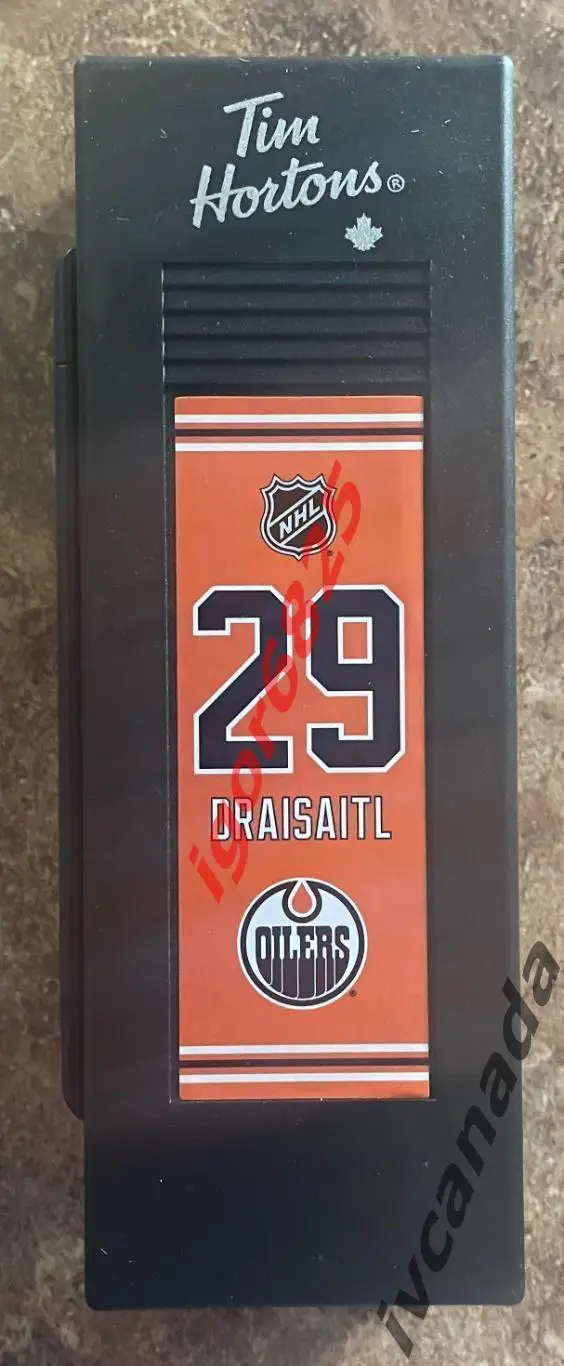 Tim
Hortons®
NHL
®
29
DRAISAITL
OILERS
®
igor6825
ivcanada